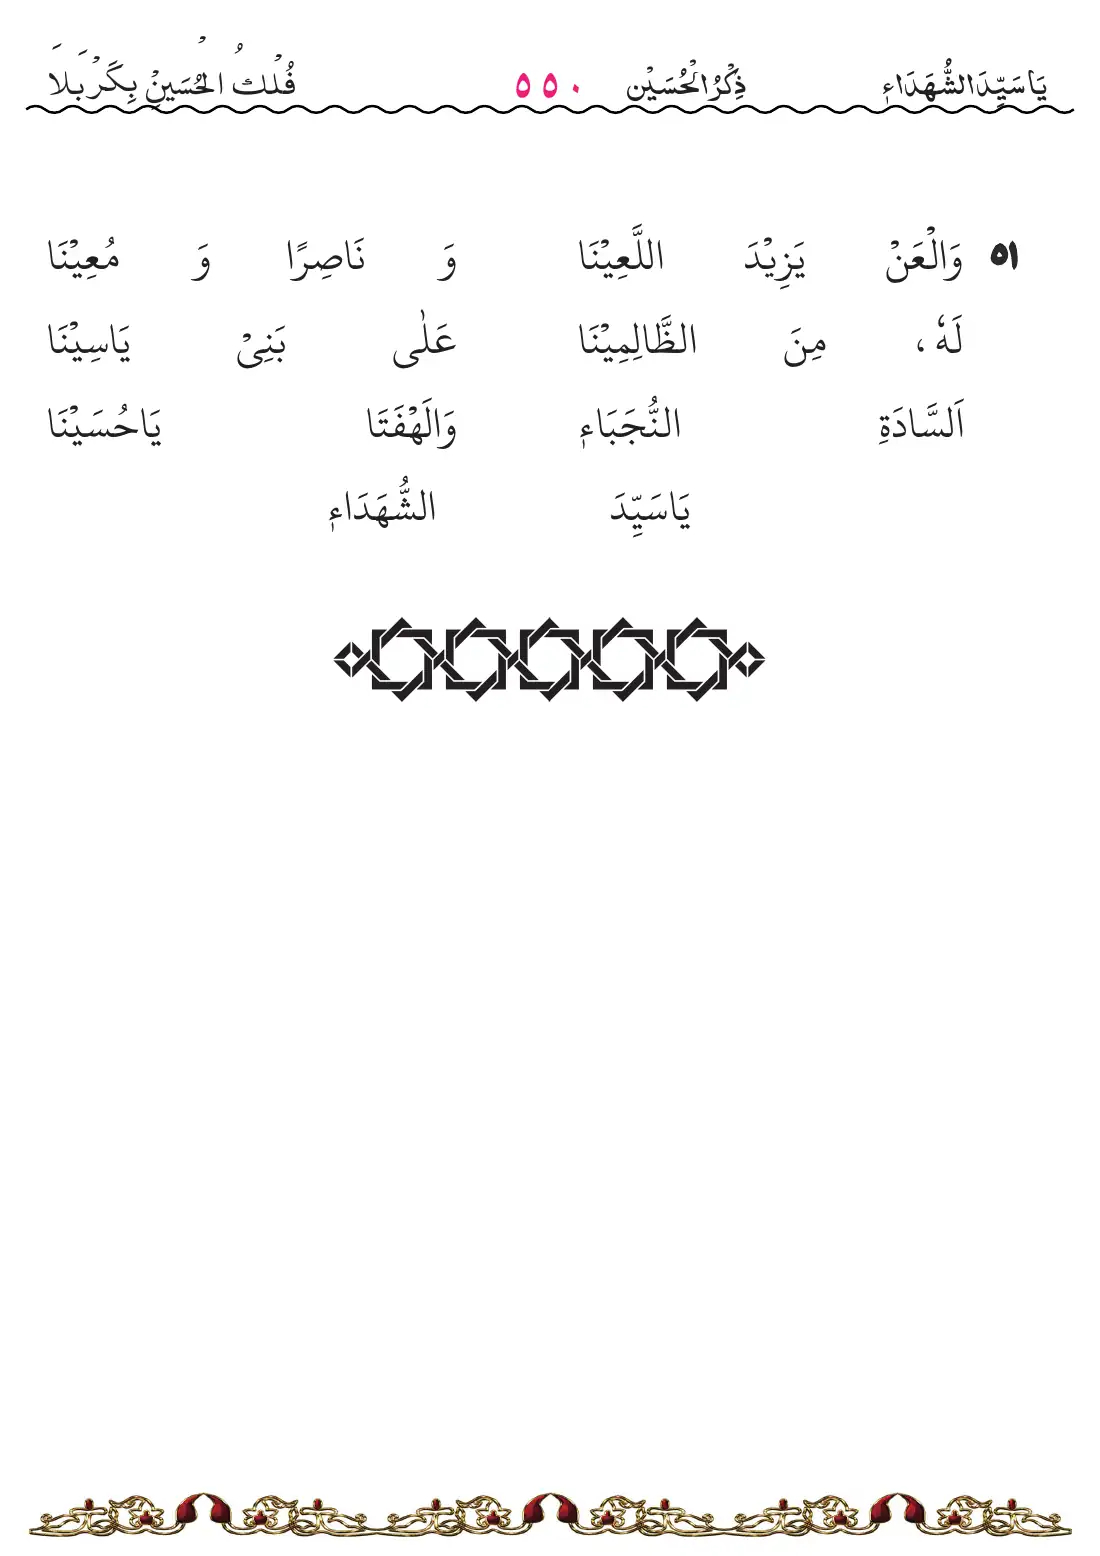 يَاسَيِّدَالشُّهَدَاءِ ذِكْرُالْحُسَيْن ٥٥٠ فُلْكُ الْحُسَيْنْ بِكَرْبَلَا
٥١ وَالْعَنْ يَزِيْدَ اللَّعِيْنَا وَ نَاصِرًا وَ مُعِيْنَا
لَهٗ، مِنَ الظَّالِمِيْنَا عَلٰى بَنِيْ يَاسِيْنَا
اَلسَّادَةِ النُّجَبَاءِ وَالَهْفَتَا يَاحُسَيْنَا
يَاسَيِّدَ الشُّهَدَاءِ